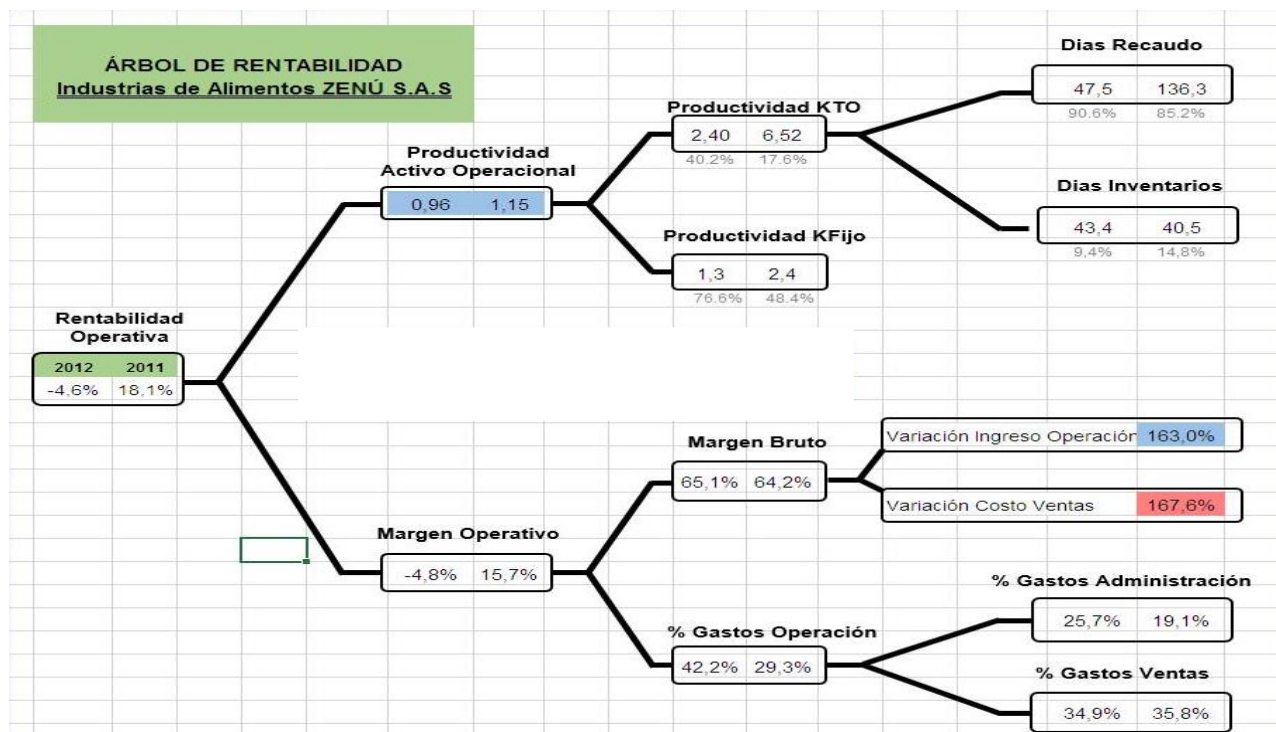 ÁRBOL DE RENTABILIDAD
Industrias de Alimentos ZENÚ S.A.S
Dias Recaudo
47,5 136,3
90.6% 85.2%
Productividad KTO
2,40 6,52
40.2% 17.6%
Productividad
Activo Operacional
0,96 1,15
Dias Inventarios
43,4 40,5
9,4% 14,8%
Productividad KFijo
1,3 2,4
76.6% 48.4%
Rentabilidad
Operativa
2012 2011
-4,6% 18,1%
Margen Bruto
65,1% 64,2%
Variación Ingreso Operación 163,0%
Variación Costo Ventas 167,6%
Margen Operativo
-4,8% 15,7%
% Gastos Operación
42,2% 29,3%
% Gastos Administración
25,7% 19,1%
% Gastos Ventas
34,9% 35,8%